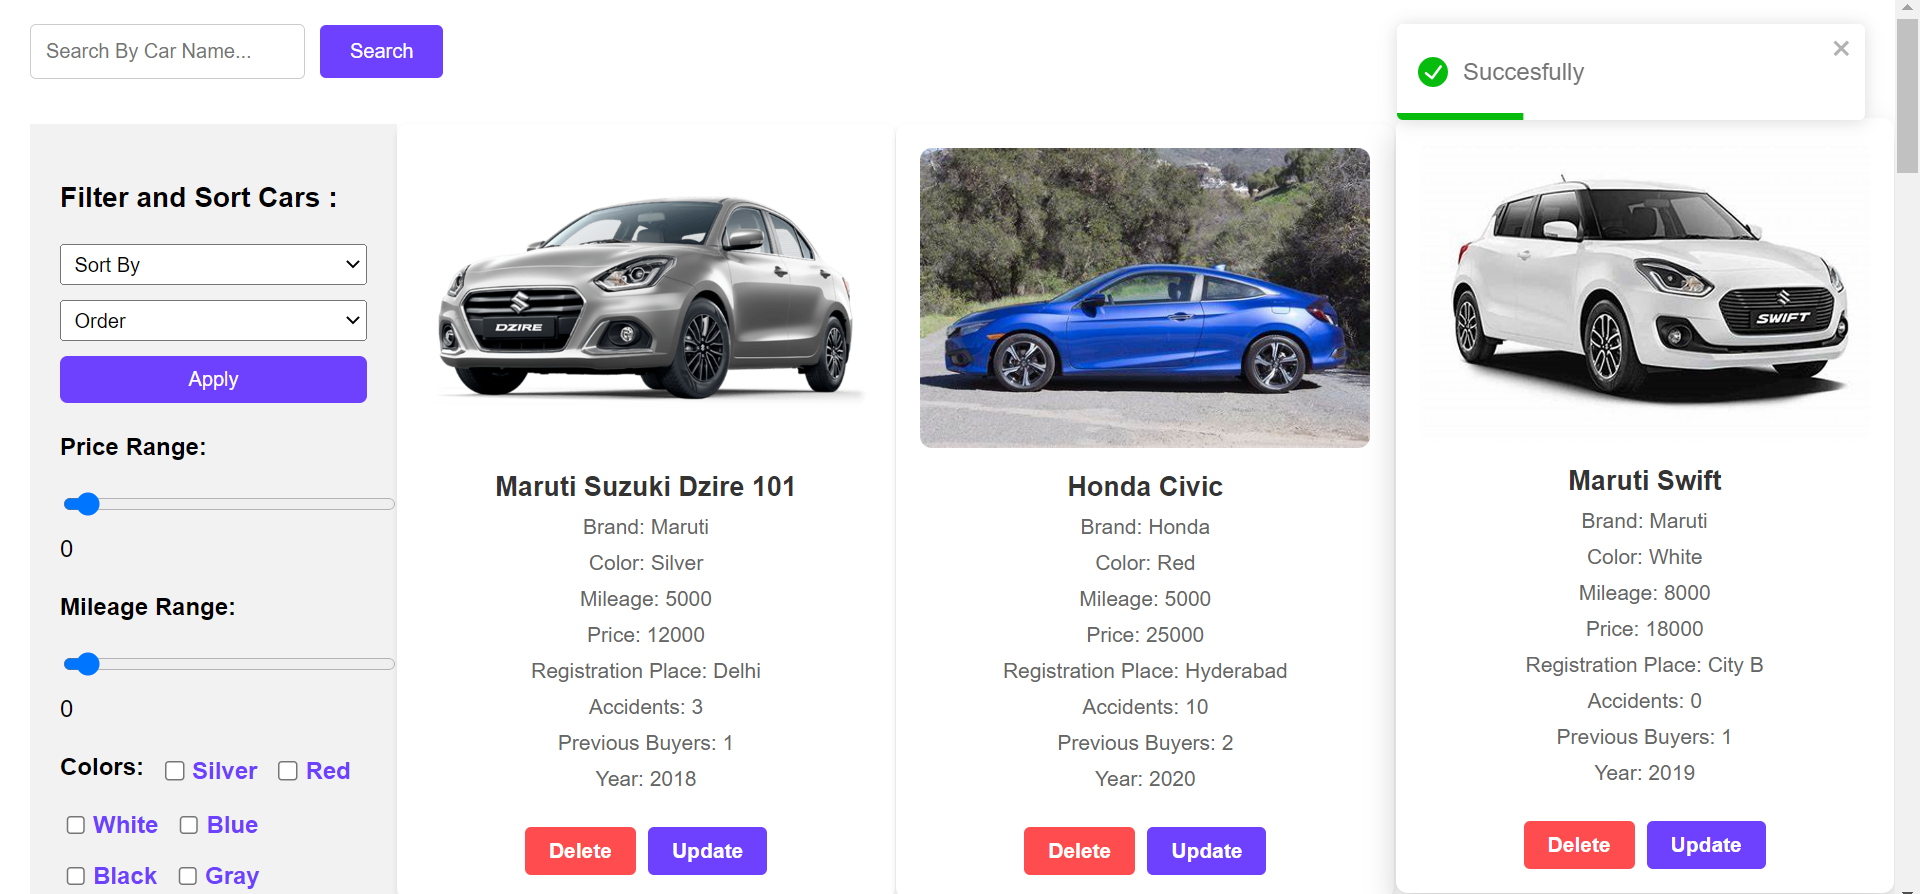 Search By Car Name...
Search
Succesfully
Filter and Sort Cars :
Sort By
Order
Apply
Price Range:
0
Mileage Range:
0
Colors:
Silver
Red
White
Blue
Black
Gray
DZIRE
Maruti Suzuki Dzire 101
Brand: Maruti
Color: Silver
Mileage: 5000
Price: 12000
Registration Place: Delhi
Accidents: 3
Previous Buyers: 1
Year: 2018
Delete
Update
Honda Civic
Brand: Honda
Color: Red
Mileage: 5000
Price: 25000
Registration Place: Hyderabad
Accidents: 10
Previous Buyers: 2
Year: 2020
Delete
Update
SWIFT
Maruti Swift
Brand: Maruti
Color: White
Mileage: 8000
Price: 18000
Registration Place: City B
Accidents: 0
Previous Buyers: 1
Year: 2019
Delete
Update